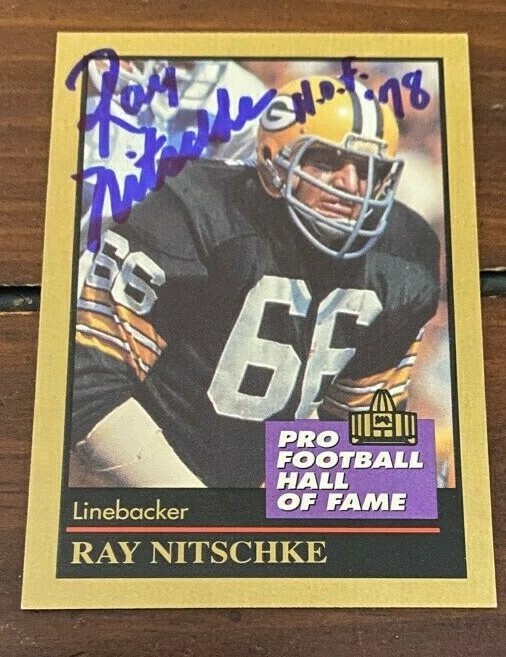 Ray
Nitschke H.O.F. 78
G
66
66
PRO
FOOTBALL
HALL
OF FAME
Linebacker
RAY NITSCHKE